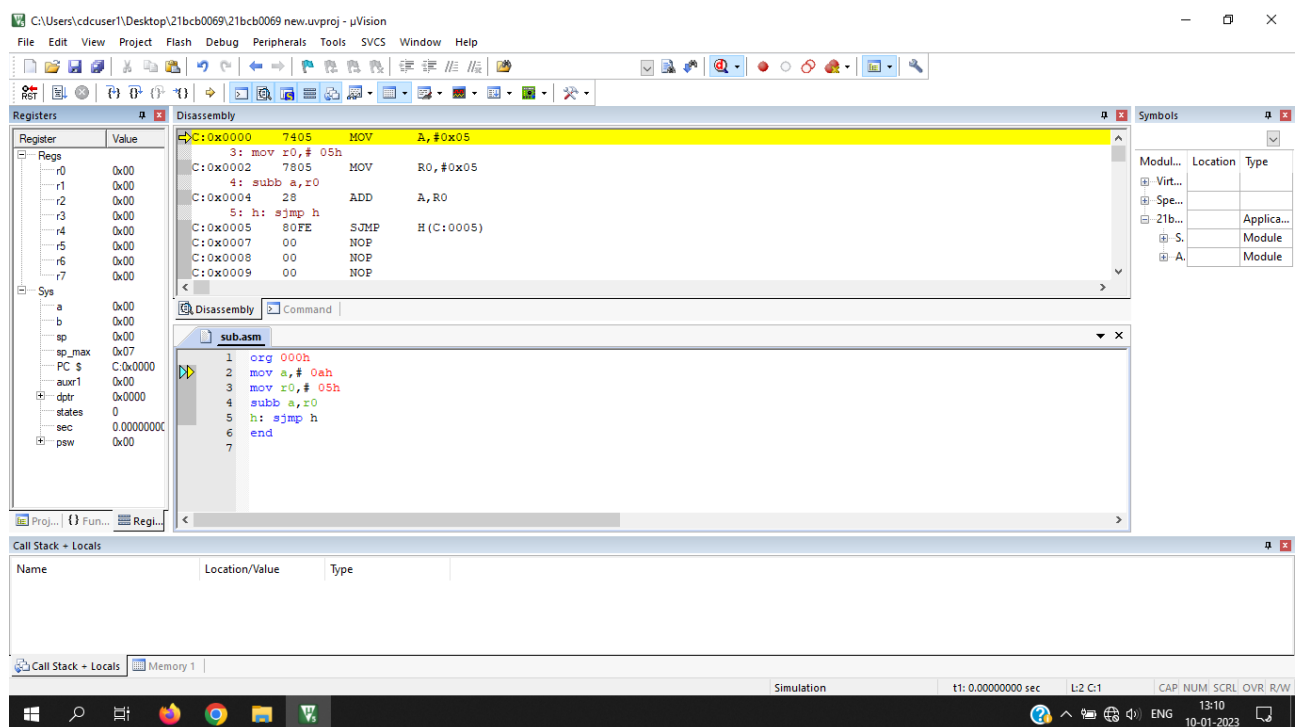 C:\Users\cdcuser1\Desktop\21bcb0069\21bcb0069 new.uvproj - µVision
File Edit View Project Flash Debug Peripherals Tools SVCS Window Help
RST
Registers
Register Value
Regs
r0 0x00
r1 0x00
r2 0x00
r3 0x00
r4 0x00
r5 0x00
r6 0x00
r7 0x00
Sys
a 0x00
b 0x00
sp 0x00
sp_max 0x07
PC $ C:0x0000
auxr1 0x00
dptr 0x0000
states 0
sec 0.00000000
psw 0x00
Proj... {} Fun... Regi...
Disassembly
C:0x0000 7405 MOV A,#0x05
3: mov r0,# 05h
C:0x0002 7805 MOV R0,#0x05
4: subb a,r0
C:0x0004 28 ADD A,R0
5: h: sjmp h
C:0x0005 80FE SJMP H(C:0005)
C:0x0007 00 NOP
C:0x0008 00 NOP
C:0x0009 00 NOP
Disassembly Command
sub.asm
1 org 000h
2 mov a,# 0ah
3 mov r0,# 05h
4 subb a,r0
5 h: sjmp h
6 end
7
Symbols
Modul... Location Type
Virt...
Spe...
21b... Applica...
S. Module
A. Module
Call Stack + Locals
Name Location/Value Type
Call Stack + Locals Memory 1
Simulation t1: 0.00000000 sec L:2 C:1 CAP NUM SCRL OVR R/W
ENG
13:10
10-01-2023